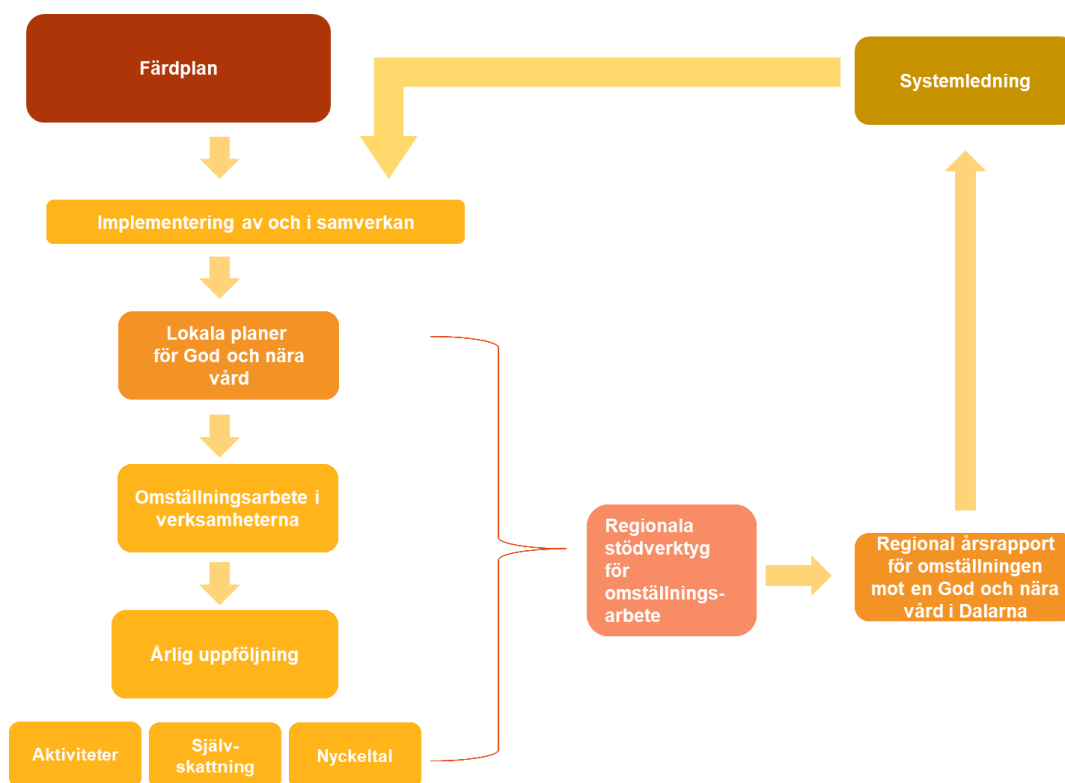 Färdplan
Systemledning
Implementering av och i samverkan
Lokala planer
för God och nära
vård
Omställningsarbete i
verksamheterna
Årlig uppföljning
Aktiviteter
Själv-
skattning
Nyckeltal
Regionala
stödverktyg
för
omställnings-
arbete
Regional årsrapport
för omställningen
mot en God och nära
vård i Dalarna